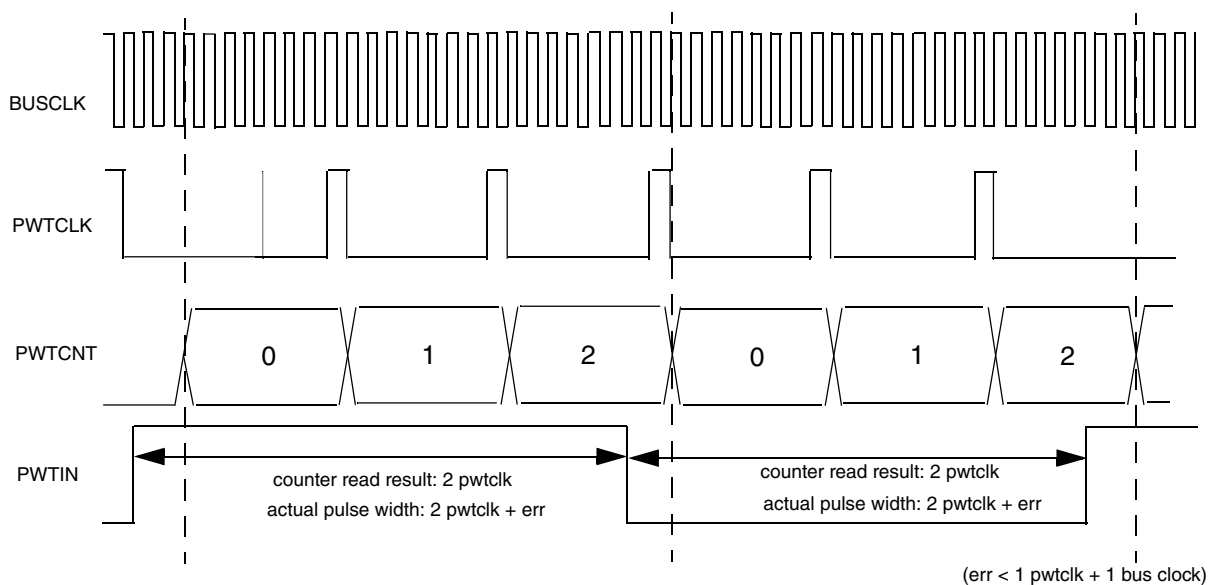 BUSCLK
PWTCLK
PWTCNT
0
1
2
0
1
2
PWTIN
counter read result: 2 pwtclk
actual pulse width: 2 pwtclk + err
counter read result: 2 pwtclk
actual pulse width: 2 pwtclk + err
(err < 1 pwtclk + 1 bus clock)